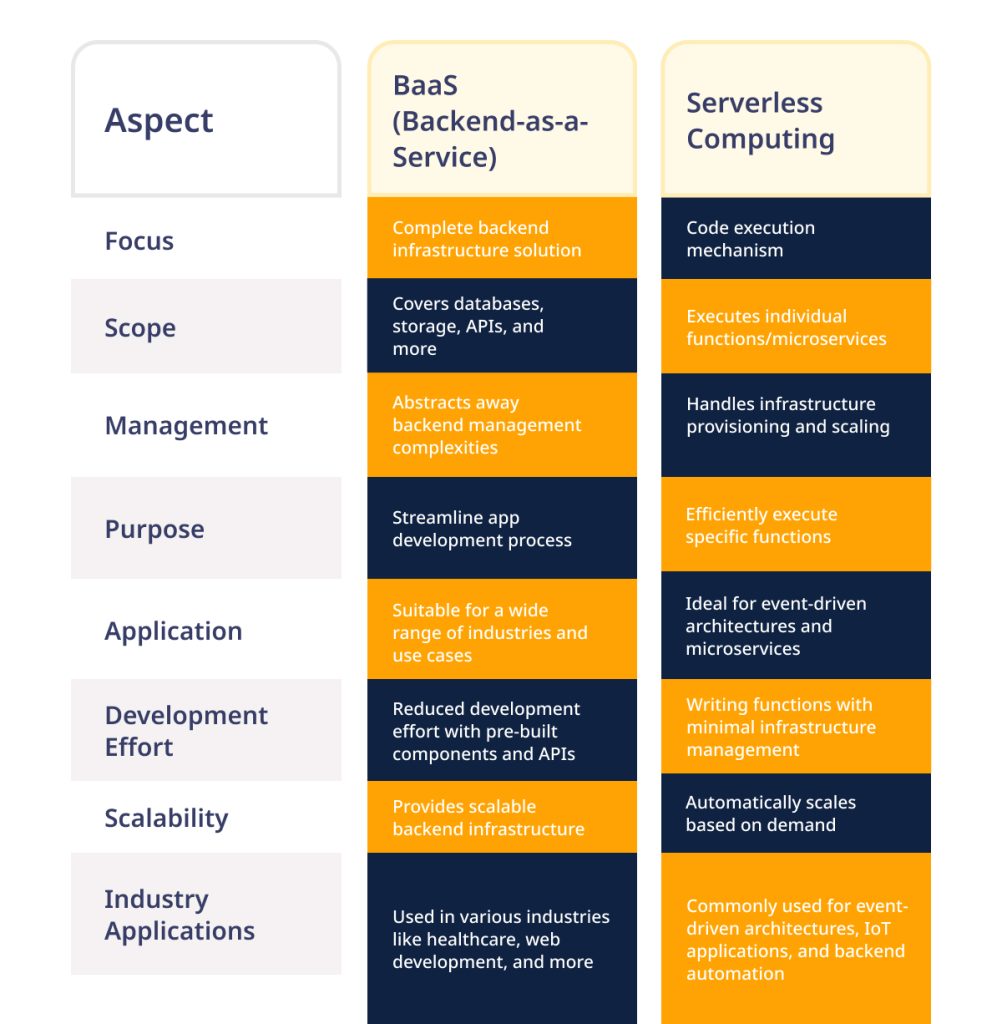 Aspect
BaaS
(Backend-as-a-
Service)
Serverless
Computing
Focus
Complete backend
infrastructure solution
Code execution
mechanism
Scope
Covers databases,
storage, APIs, and
more
Executes individual
functions/microservices
Management
Abstracts away
backend management
complexities
Handles infrastructure
provisioning and scaling
Purpose
Streamline app
development process
Efficiently execute
specific functions
Application
Suitable for a wide
range of industries and
use cases
Ideal for event-driven
architectures and
microservices
Development
Effort
Reduced development
effort with pre-built
components and APIs
Writing functions with
minimal infrastructure
management
Scalability
Provides scalable
backend infrastructure
Automatically scales
based on demand
Industry
Applications
Used in various industries
like healthcare, web
development, and more
Commonly used for event-
driven architectures, IoT
applications, and backend
automation